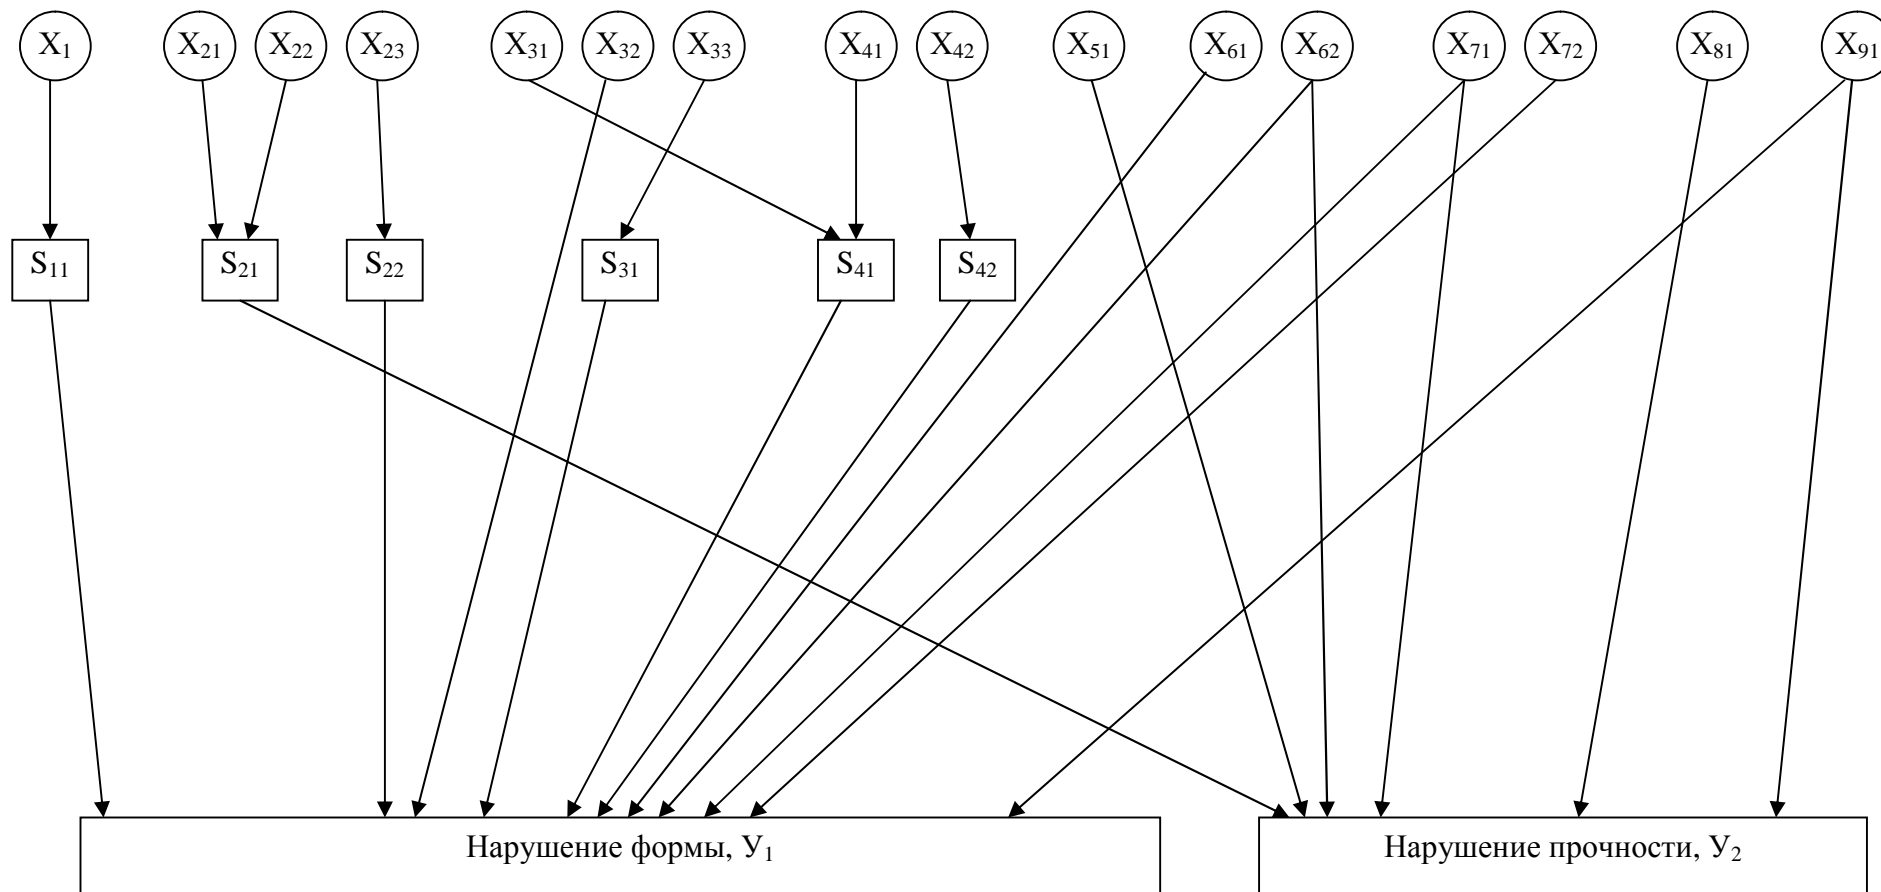 X₁ X₂₁ X₂₂ X₂₃ X₃₁ X₃₂ X₃₃ X₄₁ X₄₂ X₅₁ X₆₁ X₆₂ X₇₁ X₇₂ X₈₁ X₉₁
S₁₁ S₂₁ S₂₂ S₃₁ S₄₁ S₄₂
Нарушение формы, У₁ Нарушение прочности, У₂